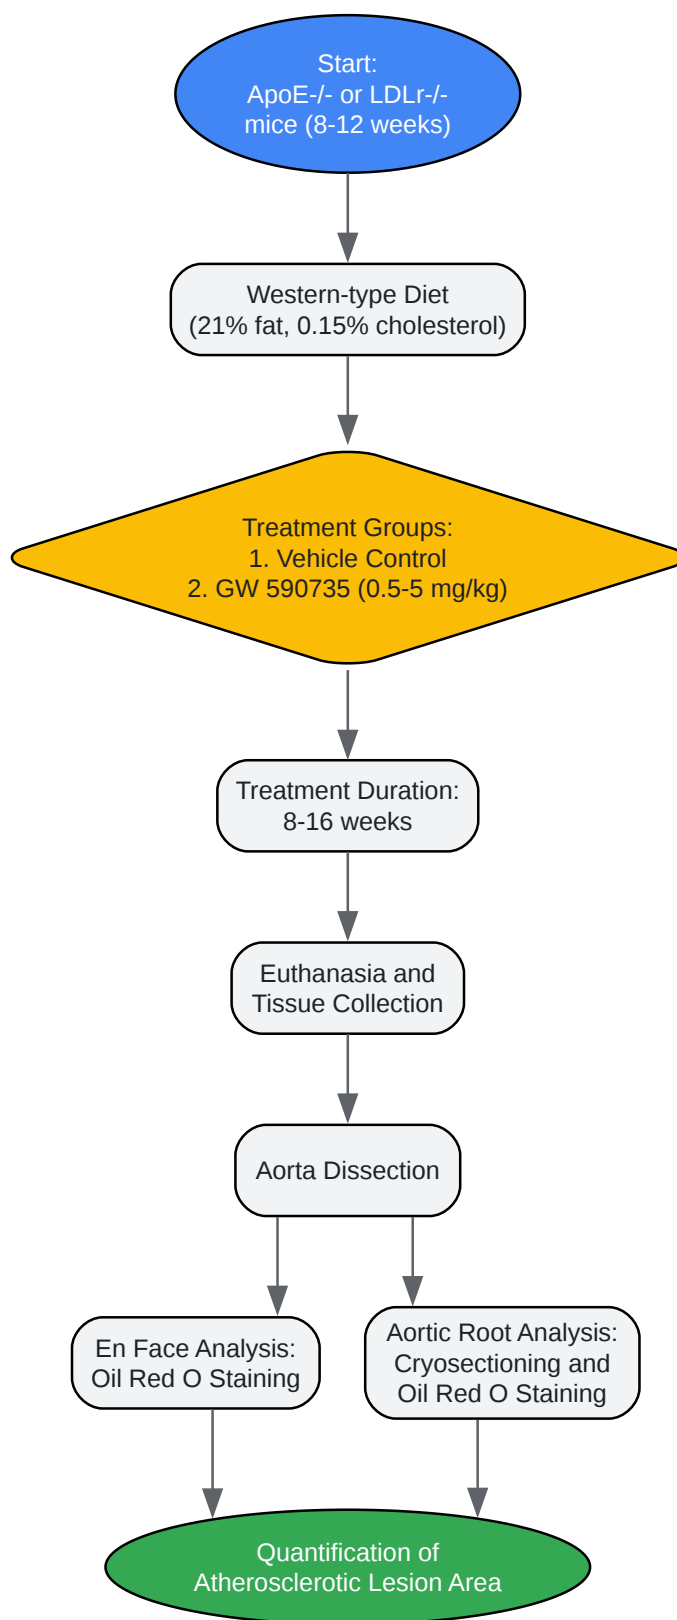 Start:
ApoE-/- or LDLr-/-
mice (8-12 weeks)
Western-type Diet
(21% fat, 0.15% cholesterol)
Treatment Groups:
1. Vehicle Control
2. GW 590735 (0.5-5 mg/kg)
Treatment Duration:
8-16 weeks
Euthanasia and
Tissue Collection
Aorta Dissection
En Face Analysis:
Oil Red O Staining
Aortic Root Analysis:
Cryosectioning and
Oil Red O Staining
Quantification of
Atherosclerotic Lesion Area